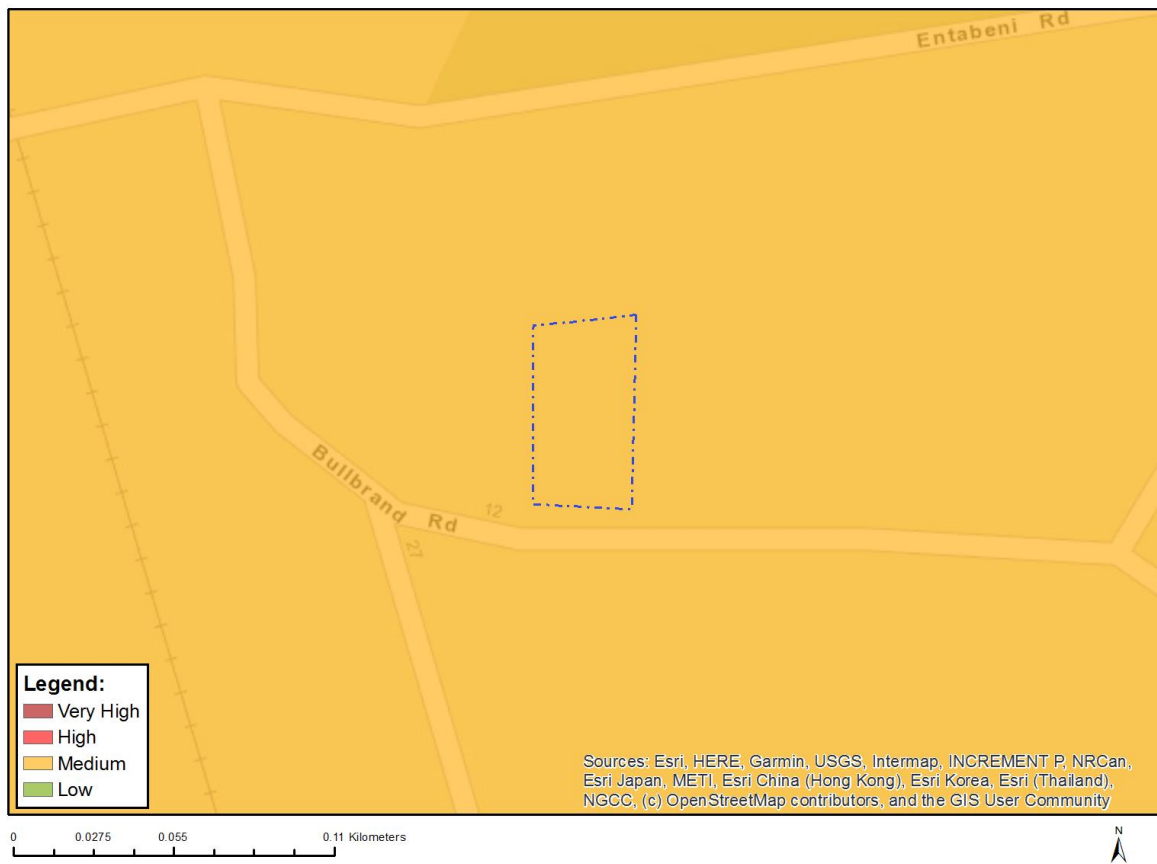 Entabeni Rd
Bullbrand Rd
12
27
Legend:
Very High
High
Medium
Low
Sources: Esri, HERE, Garmin, USGS, Intermap, INCREMENT P, NRCan,
Esri Japan, METI, Esri China (Hong Kong), Esri Korea, Esri (Thailand),
NGCC, (c) OpenStreetMap contributors, and the GIS User Community
0 0.0275 0.055 0.11 Kilometers
N